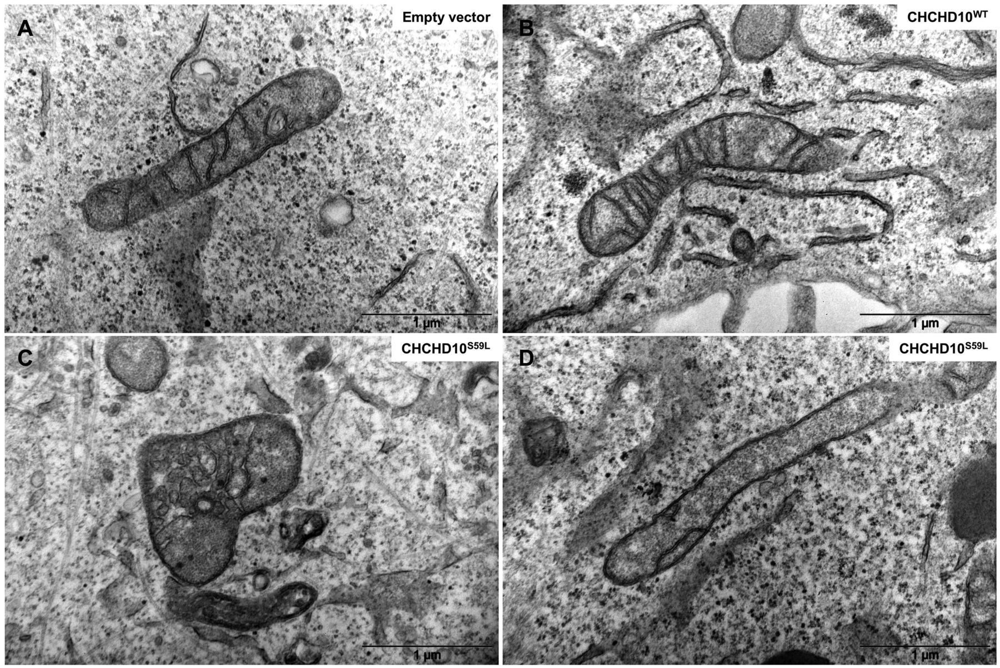 A
Empty vector
1 µm
B
CHCHD10ᵂᵀ
1 µm
C
CHCHD10ˢ⁵⁹ᴸ
1 µm
D
CHCHD10ˢ⁵⁹ᴸ
1 µm